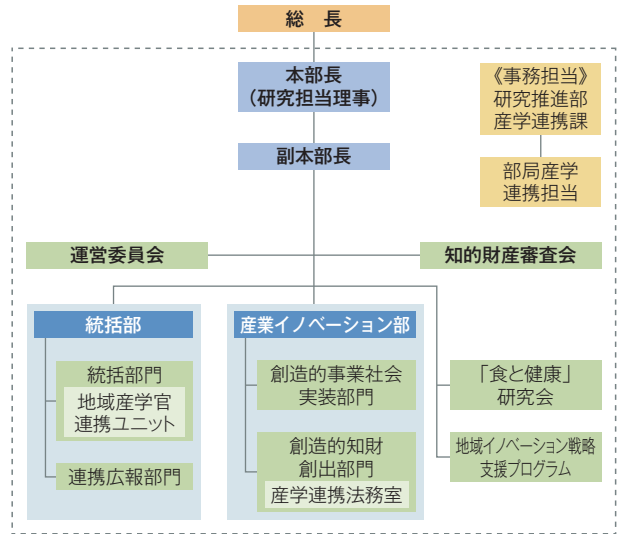 総　長
本部長
（研究担当理事）
副本部長
《事務担当》
研究推進部
産学連携課
部局産学
連携担当
運営委員会
知的財産審査会
統括部
統括部門
地域産学官
連携ユニット
連携広報部門
産業イノベーション部
創造的事業社会
実装部門
創造的知財
創出部門
産学連携法務室
「食と健康」
研究会
地域イノベーション戦略
支援プログラム